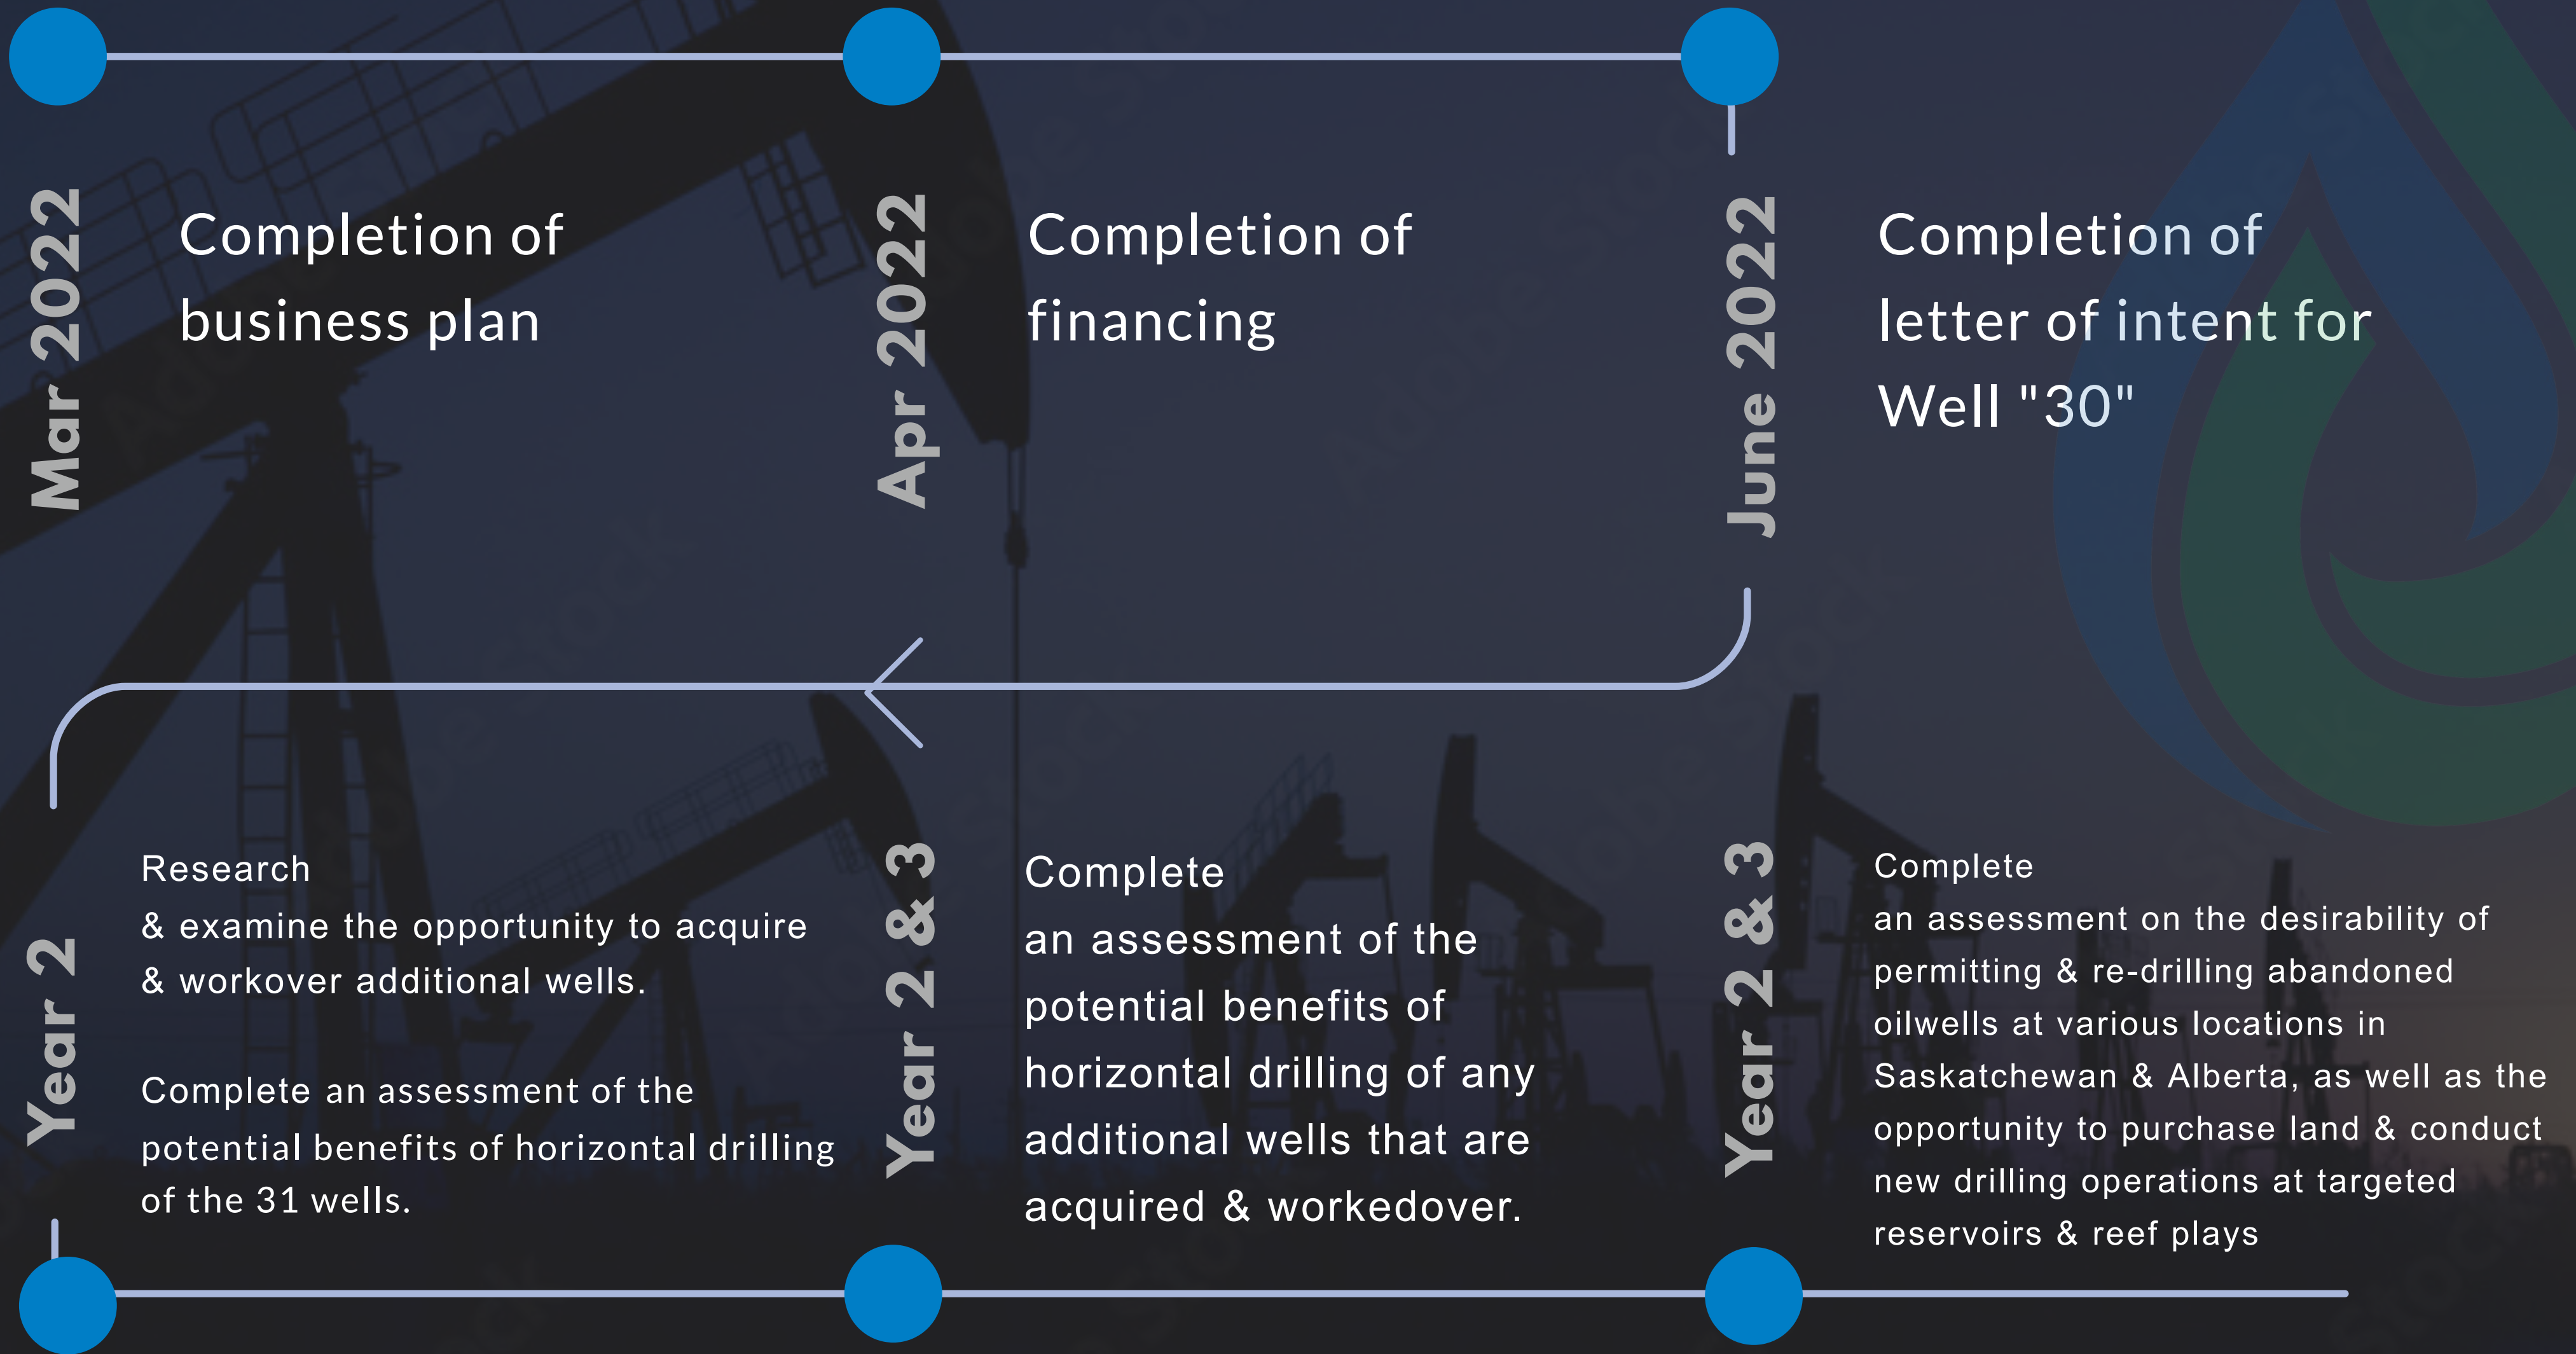 Mar 2022
Completion of
business plan
Apr 2022
Completion of
financing
June 2022
Completion of
letter of intent for
Well "30"
Year 2
Research
& examine the opportunity to acquire
& workover additional wells.
Complete an assessment of the
potential benefits of horizontal drilling
of the 31 wells.
Year 2 & 3
Complete
an assessment of the
potential benefits of
horizontal drilling of any
additional wells that are
acquired & workedover.
Year 2 & 3
Complete
an assessment on the desirability of
permitting & re-drilling abandoned
oilwells at various locations in
Saskatchewan & Alberta, as well as the
opportunity to purchase land & conduct
new drilling operations at targeted
reservoirs & reef plays
Adobe Stock